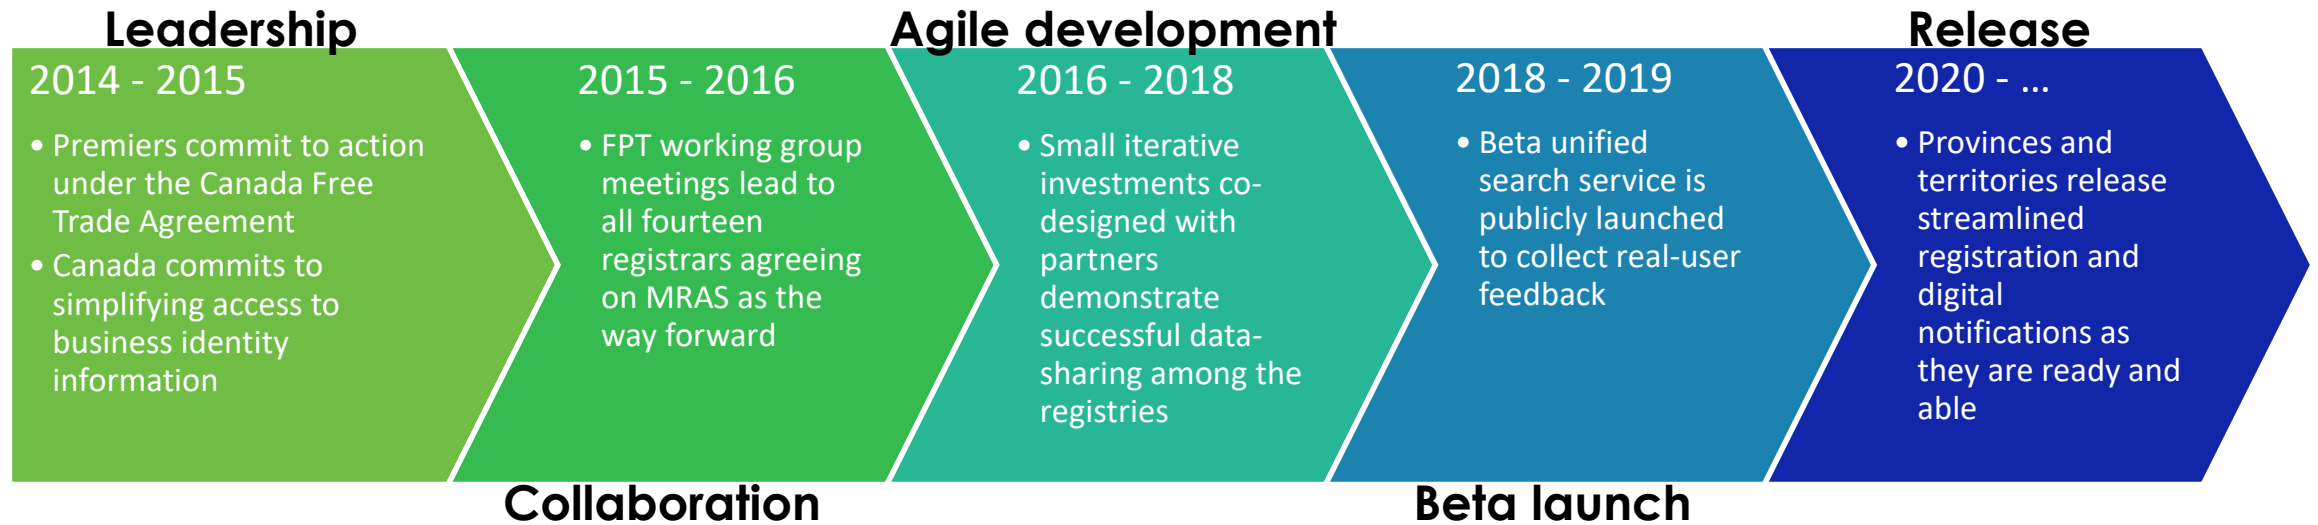 Leadership
2014 - 2015
• Premiers commit to action
under the Canada Free
Trade Agreement
• Canada commits to
simplifying access to
business identity
information
2015 - 2016
• FPT working group
meetings lead to
all fourteen
registrars agreeing
on MRAS as the
way forward
Collaboration
Agile development
2016 - 2018
• Small iterative
investments co-
designed with
partners
demonstrate
successful data-
sharing among the
registries
2018 - 2019
• Beta unified
search service is
publicly launched
to collect real-user
feedback
Beta launch
Release
2020 - ...
• Provinces and
territories release
streamlined
registration and
digital
notifications as
they are ready and
able